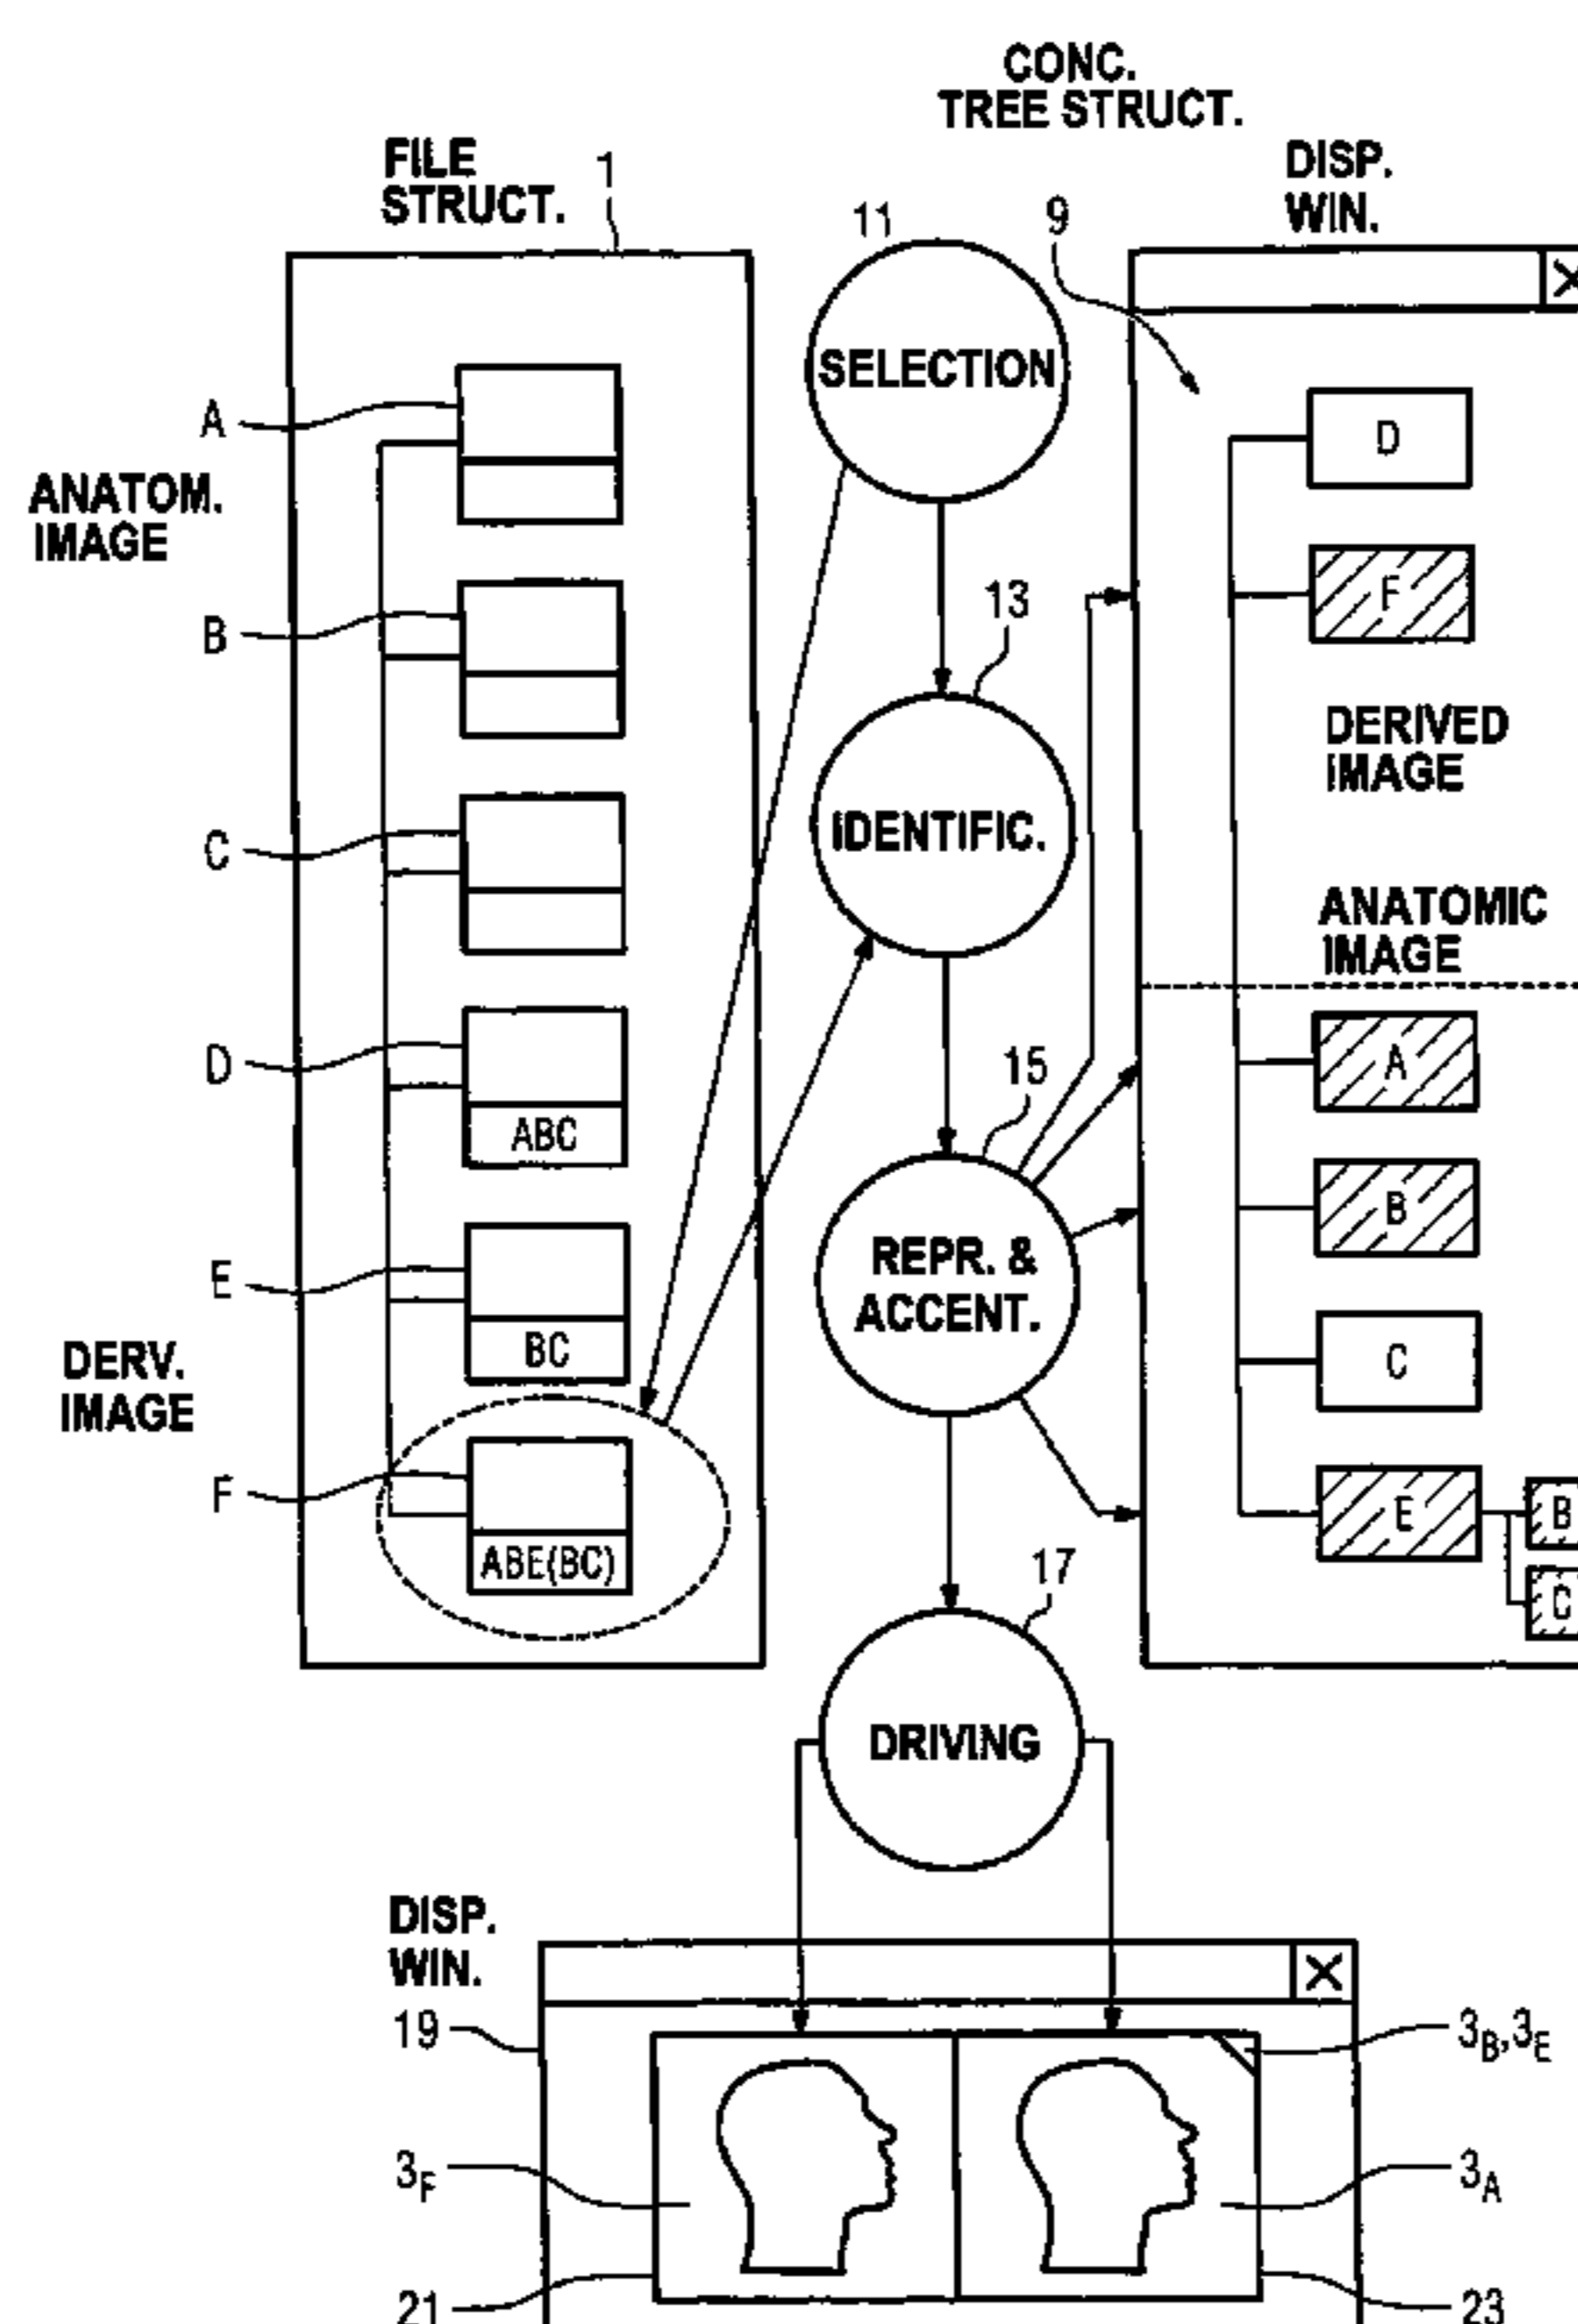 CONC.
TREE STRUCT.
FILE
STRUCT.
1
11
9
DISP.
WIN.
X
SELECTION
A
ANATOM.
IMAGE
D
F
B
13
DERIVED
IMAGE
C
IDENTIFIC.
ANATOMIC
IMAGE
D
ABC
15
A
B
E
BC
REPR. &
ACCENT.
C
DERV.
IMAGE
F
ABE(BC)
E
B
C
17
DRIVING
DISP.
WIN.
X
19
3B,3E
3F
3A
21
23